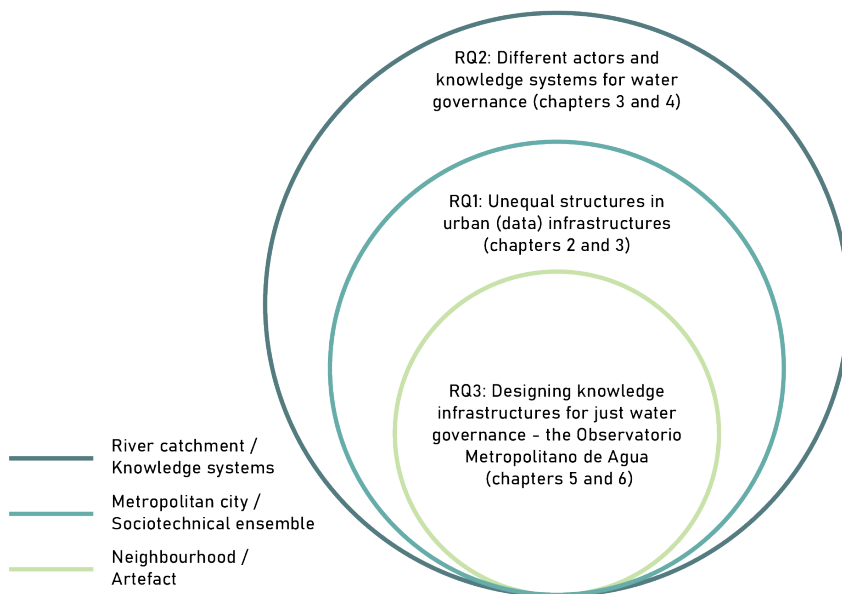 RQ2: Different actors and
knowledge systems for water
governance (chapters 3 and 4)
RQ1: Unequal structures in
urban (data) infrastructures
(chapters 2 and 3)
RQ3: Designing knowledge
infrastructures for just water
governance - the Observatorio
Metropolitano de Agua
(chapters 5 and 6)
River catchment /
Knowledge systems
Metropolitan city /
Sociotechnical ensemble
Neighbourhood /
Artefact